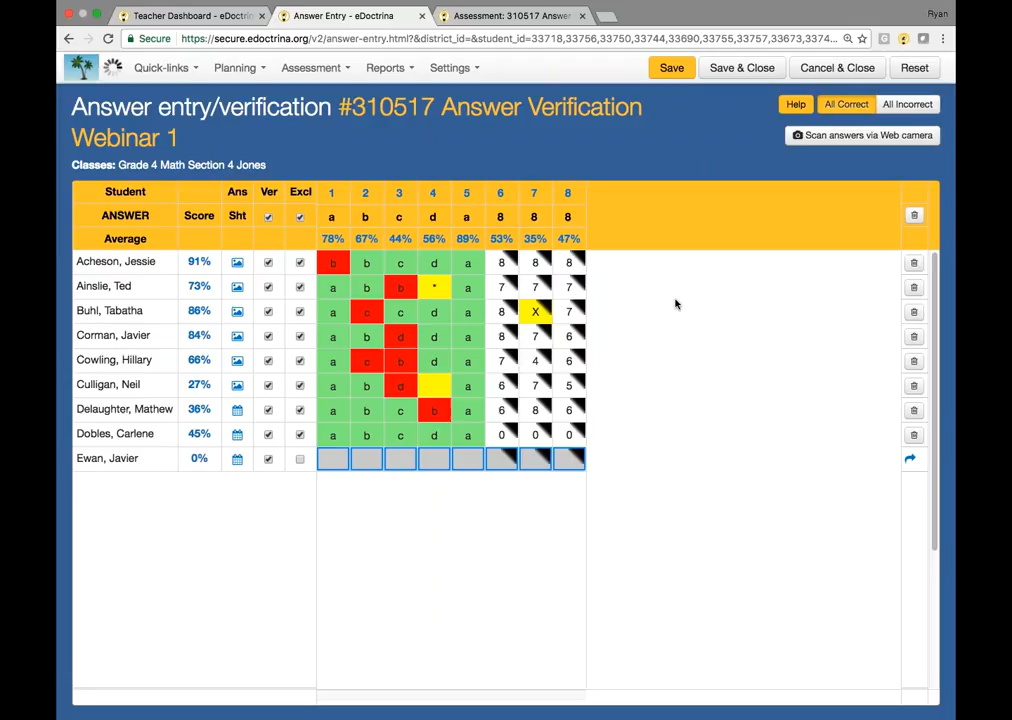 Teacher Dashboard - eDoctrin Answer Entry - eDoctrina Assessment: 310517 Answer Ryan
Secure https://secure.edoctrina.org/v2/answer-entry.html?&district_id=&student_id=33718,33756,33750,33744,33690,33755,33757,33673,3374...
Quick-links Planning Assessment Reports Settings Save Save & Close Cancel & Close Reset
Answer entry/verification #310517 Answer Verification Webinar 1
Help All Correct All Incorrect
Scan answers via Web camera
Classes: Grade 4 Math Section 4 Jones
Student Ans Ver Excl 1 2 3 4 5 6 7 8
ANSWER Score Sht a b c d a 8 8 8
Average 78% 67% 44% 56% 89% 53% 35% 47%
Acheson, Jessie 91% b b c d a 8 8 8
Ainslie, Ted 73% a b b * a 7 7 7
Buhl, Tabatha 86% a c c d a 8 X 7
Corman, Javier 84% a b d d a 8 7 6
Cowling, Hillary 66% a c b d a 7 4 6
Culligan, Neil 27% a b d a 6 7 5
Delaughter, Mathew 36% a b c b a 6 8 6
Dobles, Carlene 45% a b c d a 0 0 0
Ewan, Javier 0%